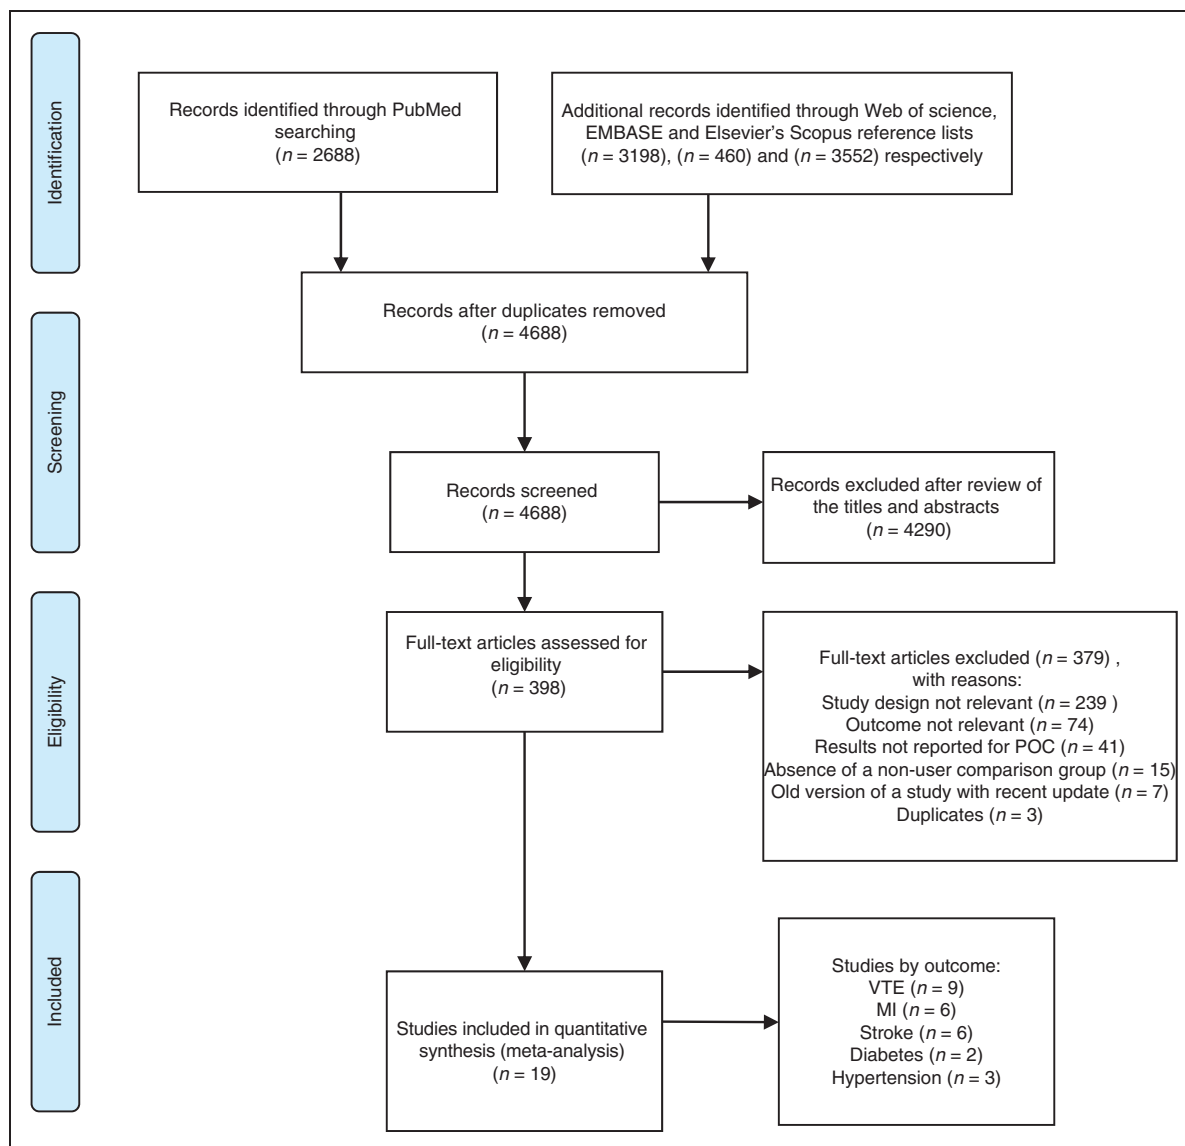 Identification
Records identified through PubMed
searching
(n = 2688)
Additional records identified through Web of science,
EMBASE and Elsevier's Scopus reference lists
(n = 3198), (n = 460) and (n = 3552) respectively
Records after duplicates removed
(n = 4688)
Screening
Records screened
(n = 4688)
Records excluded after review of
the titles and abstracts
(n = 4290)
Eligibility
Full-text articles assessed for
eligibility
(n = 398)
Full-text articles excluded (n = 379) ,
with reasons:
Study design not relevant (n = 239 )
Outcome not relevant (n = 74)
Results not reported for POC (n = 41)
Absence of a non-user comparison group (n = 15)
Old version of a study with recent update (n = 7)
Duplicates (n = 3)
Included
Studies included in quantitative
synthesis (meta-analysis)
(n = 19)
Studies by outcome:
VTE (n = 9)
MI (n = 6)
Stroke (n = 6)
Diabetes (n = 2)
Hypertension (n = 3)